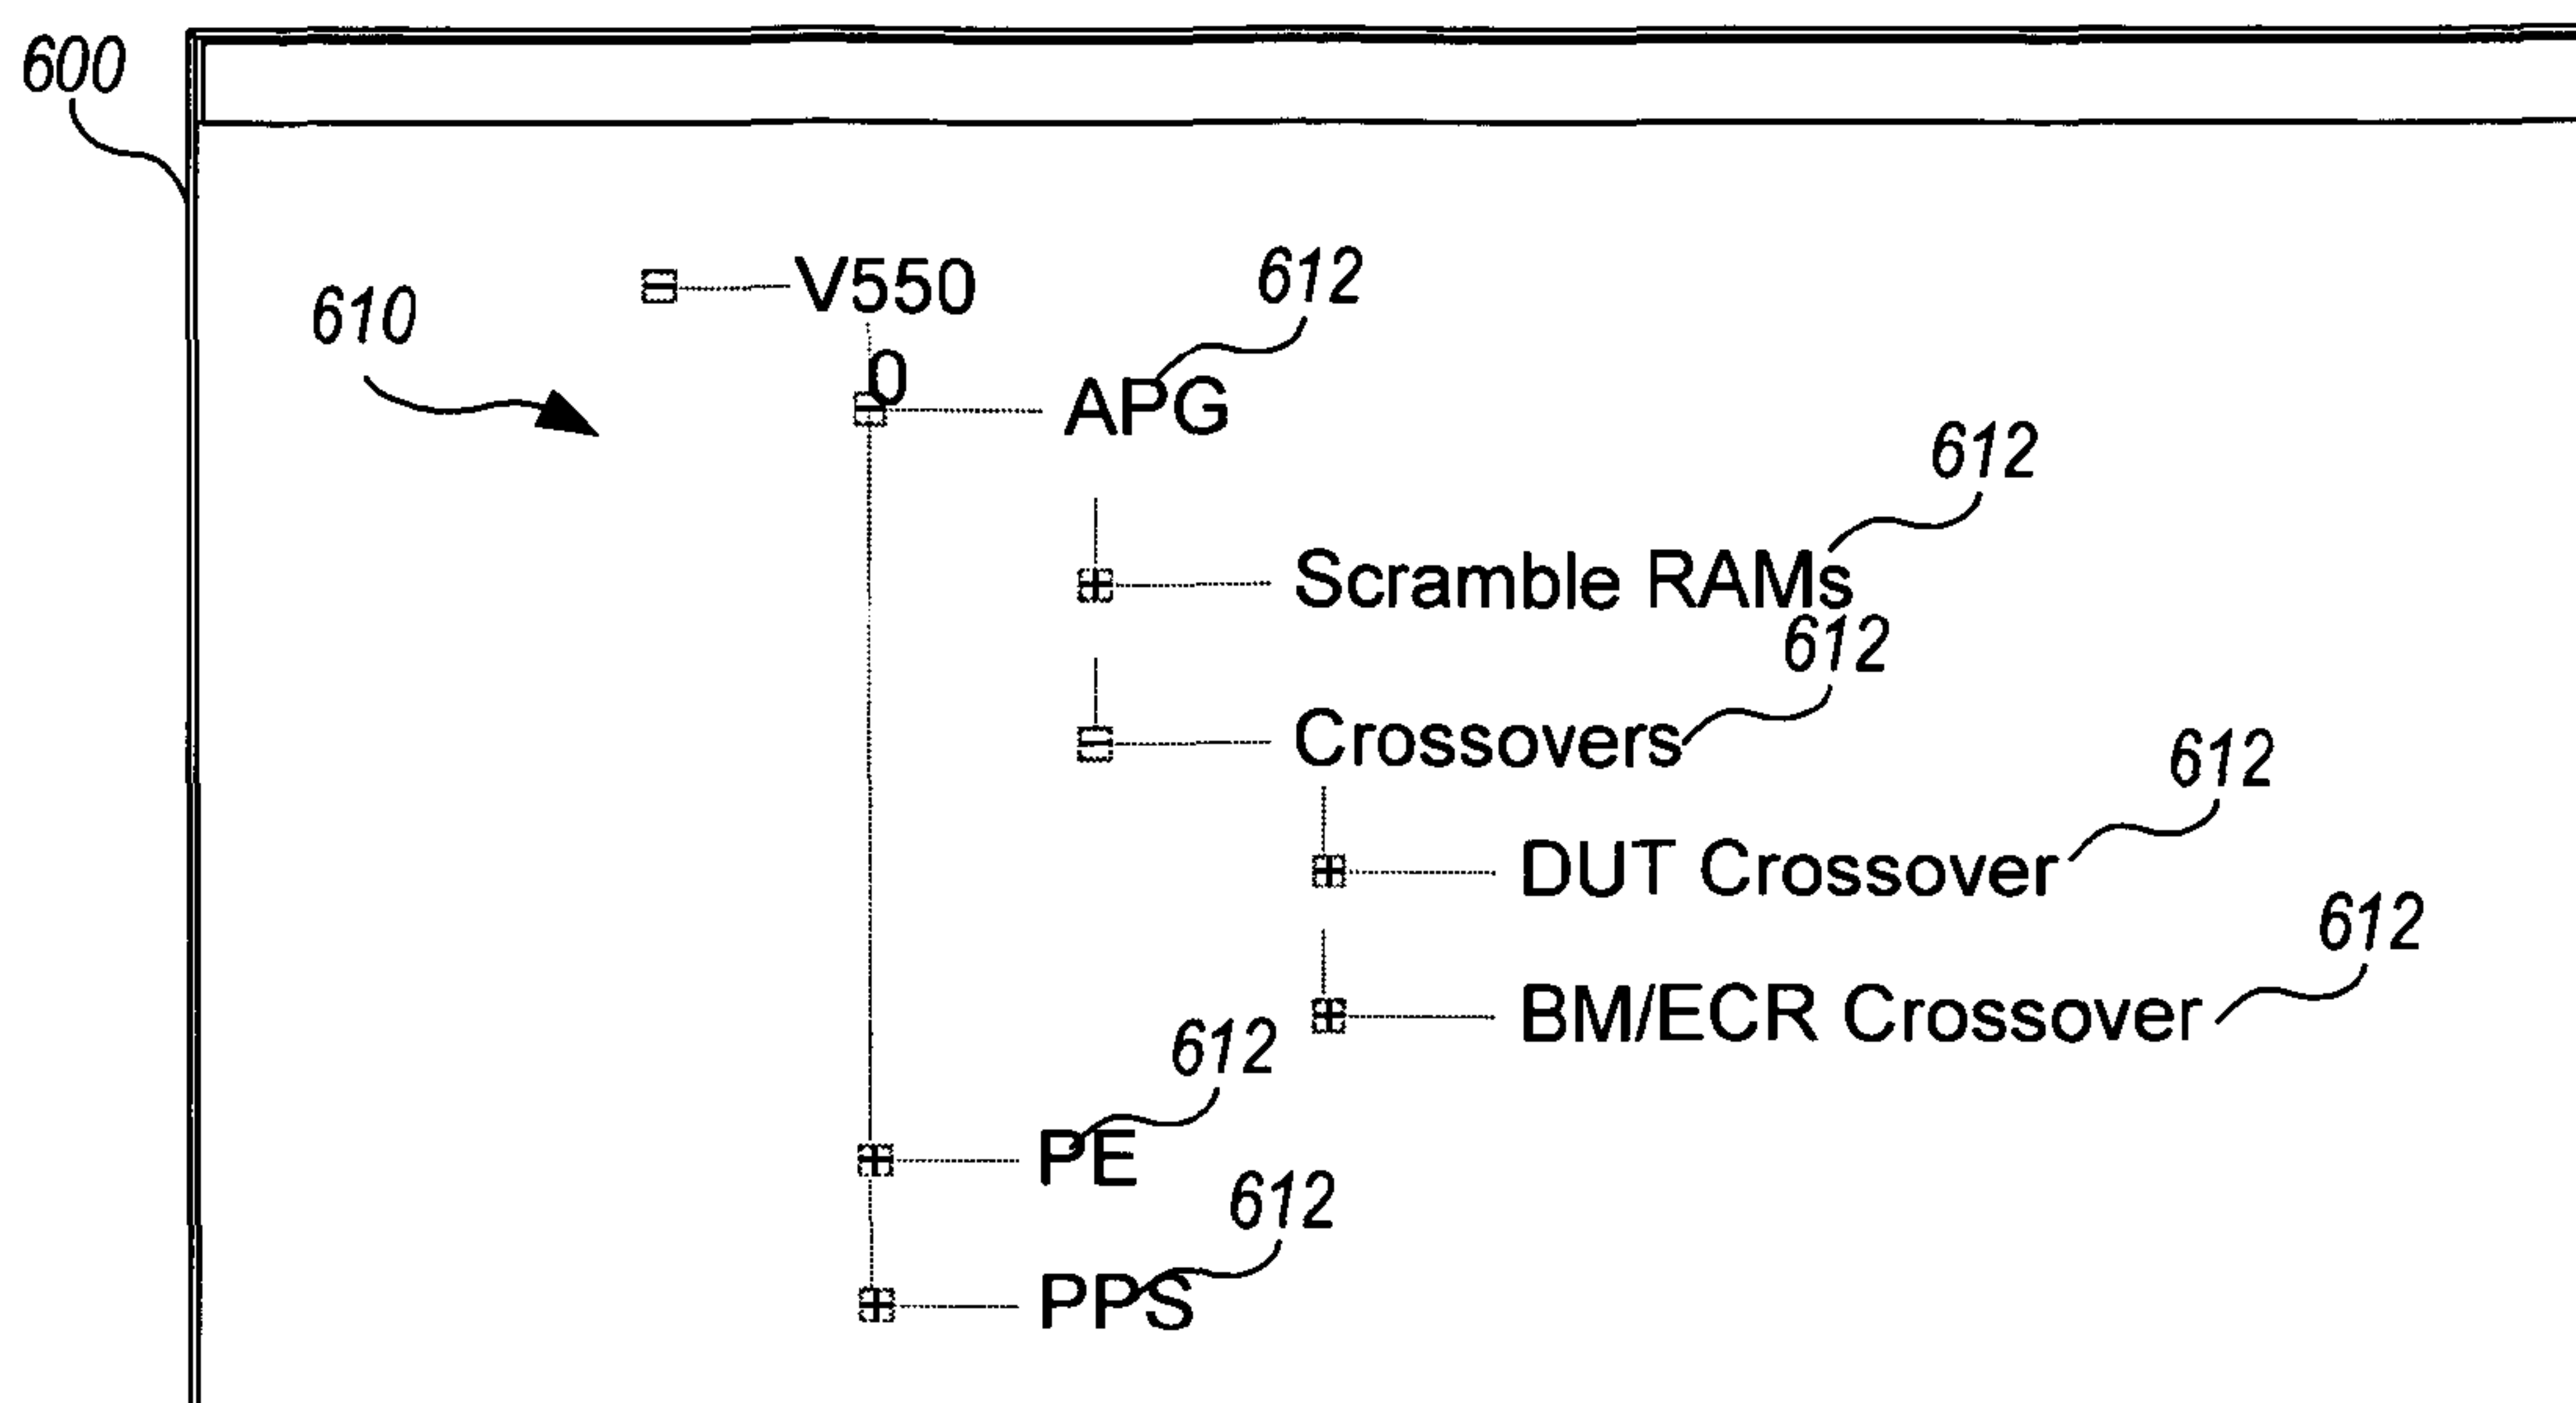 600
V550
0
610
612
APG
612
Scramble RAMs
612
Crossovers
612
DUT Crossover
612
BM/ECR Crossover
612
PE
612
PPS